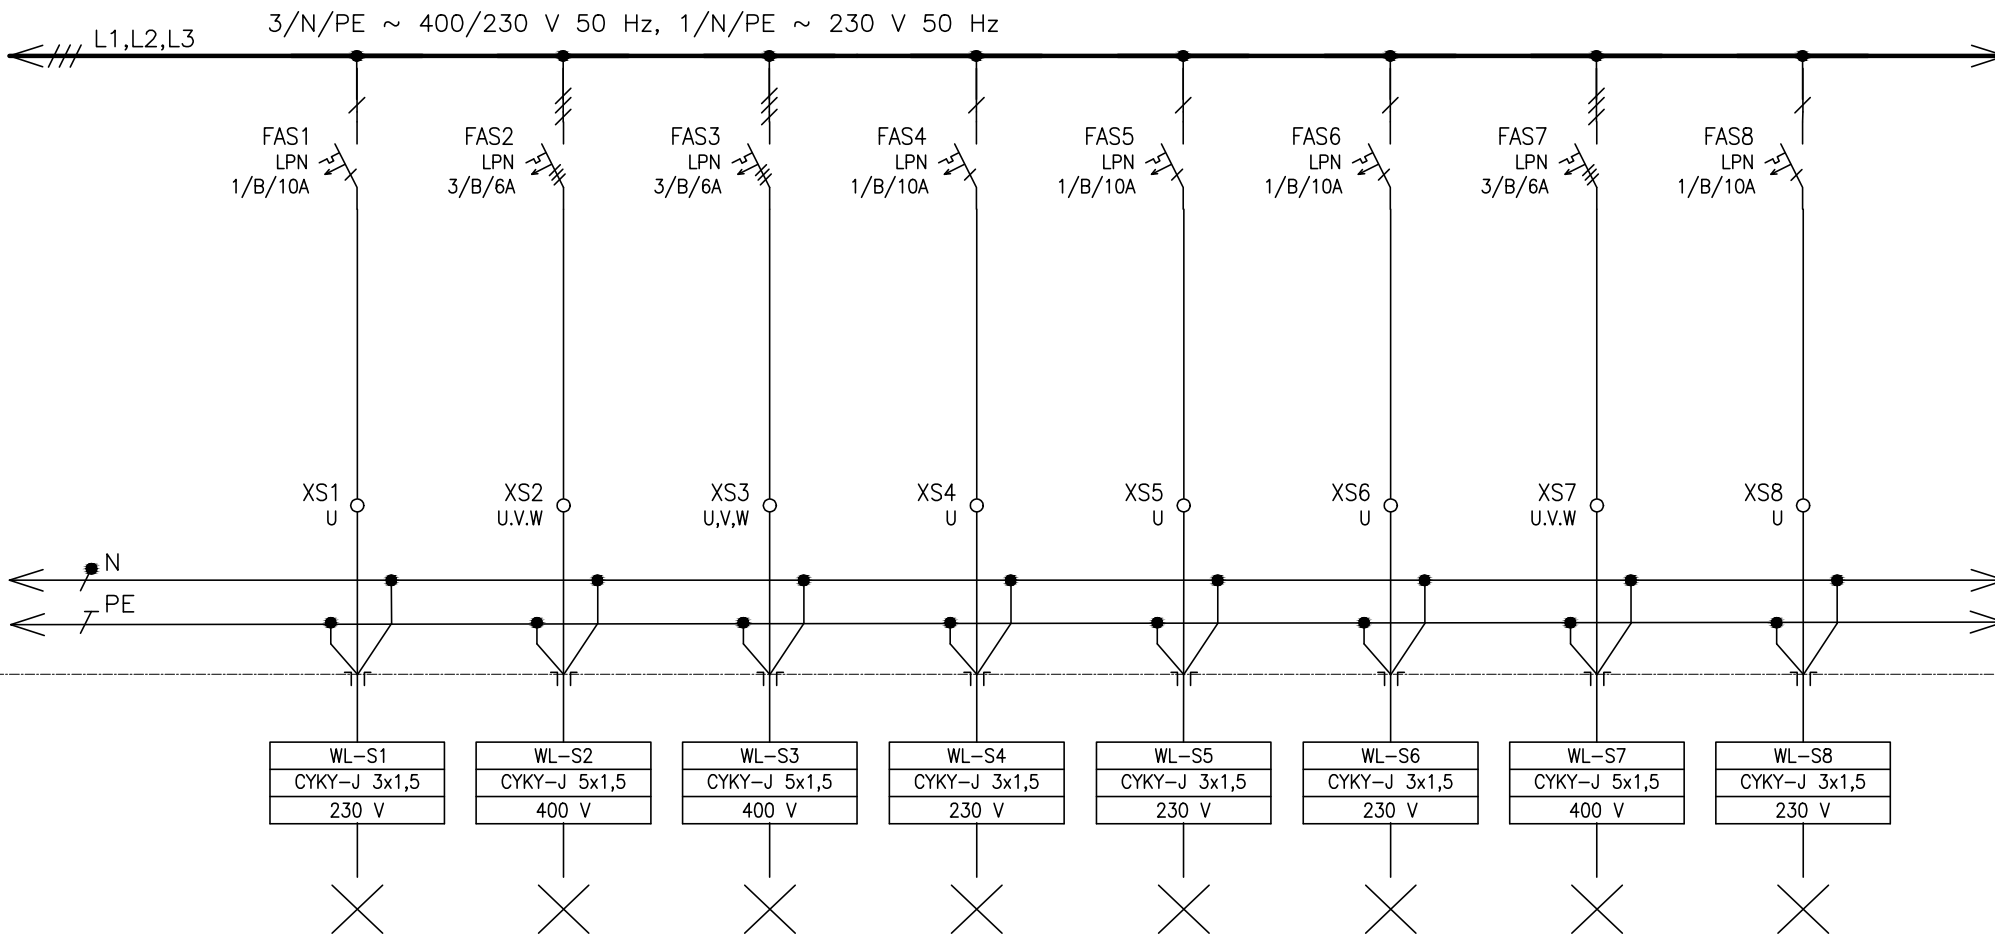 3/N/PE ~ 400/230 V 50 Hz, 1/N/PE ~ 230 V 50 Hz
L1,L2,L3
FAS1 FAS2 FAS3 FAS4 FAS5 FAS6 FAS7 FAS8
LPN LPN LPN LPN LPN LPN LPN LPN
1/B/10A 3/B/6A 3/B/6A 1/B/10A 1/B/10A 1/B/10A 3/B/6A 1/B/10A
XS1 XS2 XS3 XS4 XS5 XS6 XS7 XS8
U U.V.W U,V,W U U U U.V.W U
N
PE
WL-S1 WL-S2 WL-S3 WL-S4 WL-S5 WL-S6 WL-S7 WL-S8
CYKY-J 3x1,5 CYKY-J 5x1,5 CYKY-J 5x1,5 CYKY-J 3x1,5 CYKY-J 3x1,5 CYKY-J 3x1,5 CYKY-J 5x1,5 CYKY-J 3x1,5
230 V 400 V 400 V 230 V 230 V 230 V 400 V 230 V